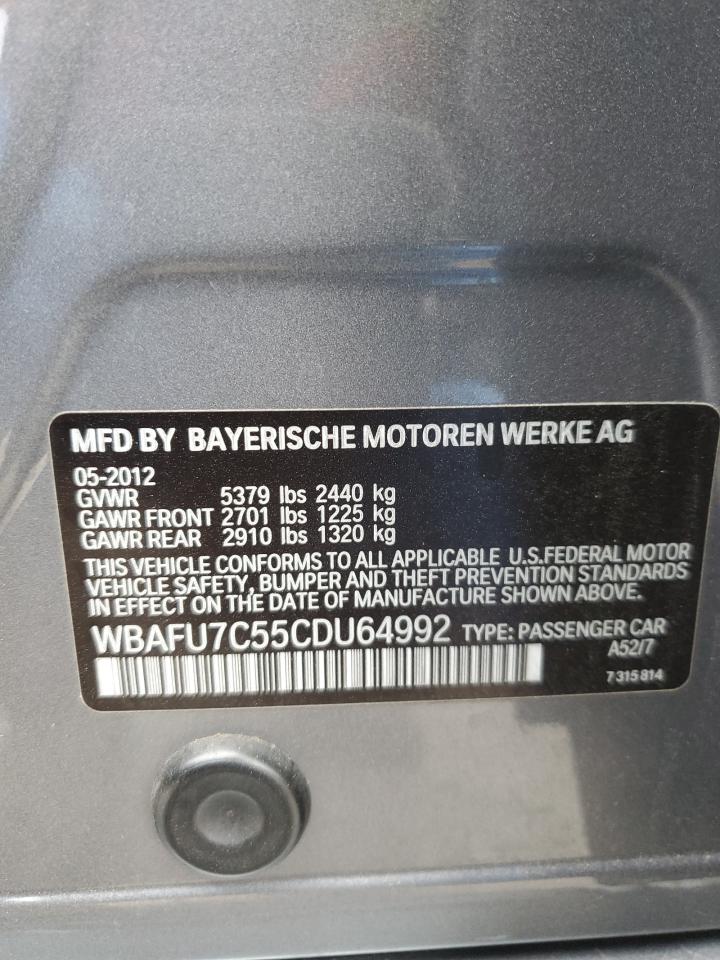 MFD BY BAYERISCHE MOTOREN WERKE AG
05-2012
GVWR 5379 lbs 2440 kg
GAWR FRONT 2701 lbs 1225 kg
GAWR REAR 2910 lbs 1320 kg
THIS VEHICLE CONFORMS TO ALL APPLICABLE U.S.FEDERAL MOTOR
VEHICLE SAFETY, BUMPER AND THEFT PREVENTION STANDARDS
IN EFFECT ON THE DATE OF MANUFACTURE SHOWN ABOVE.
WBAFU7C55CDU64992 TYPE: PASSENGER CAR
A52/7
7 315 814